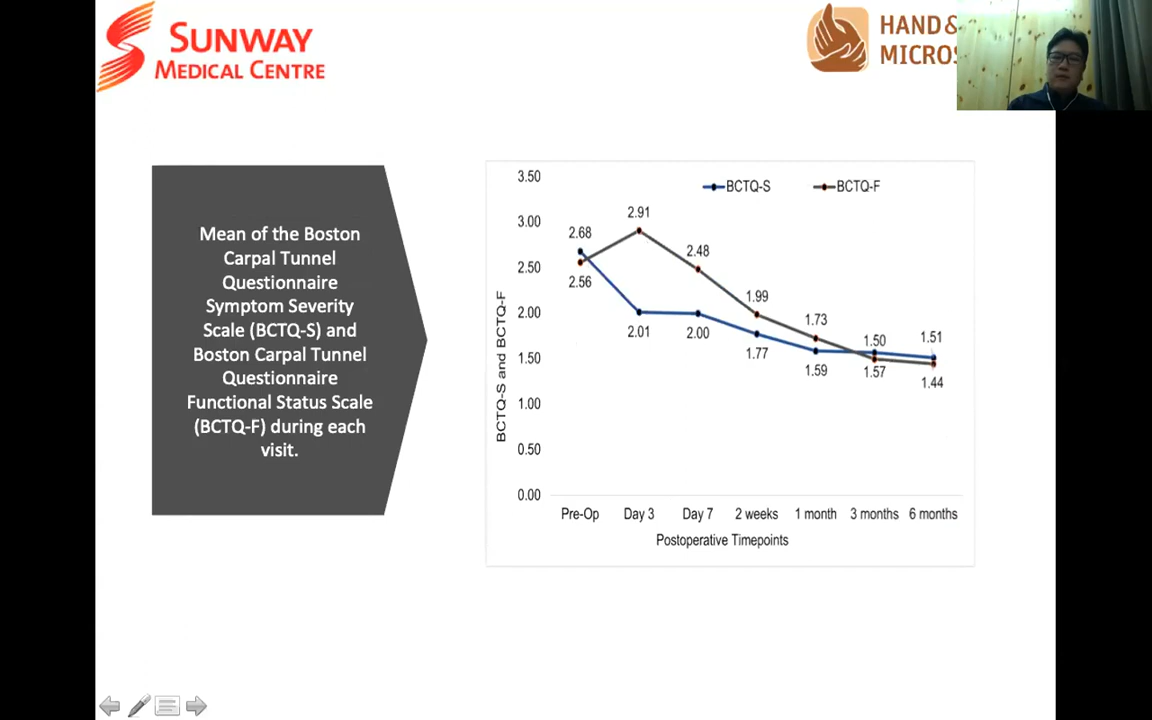 SUNWAY
MEDICAL CENTRE
HAND &
MICROS
Mean of the Boston
Carpal Tunnel
Questionnaire
Symptom Severity
Scale (BCTQ-S) and
Boston Carpal Tunnel
Questionnaire
Functional Status Scale
(BCTQ-F) during each
visit.
BCTQ-S and BCTQ-F
3.50
3.00
2.50
2.00
1.50
1.00
0.50
0.00
BCTQ-S BCTQ-F
2.68 2.91 2.48 1.99 1.73 1.50 1.51
2.56 2.01 2.00 1.77 1.59 1.57 1.44
Pre-Op Day 3 Day 7 2 weeks 1 month 3 months 6 months
Postoperative Timepoints